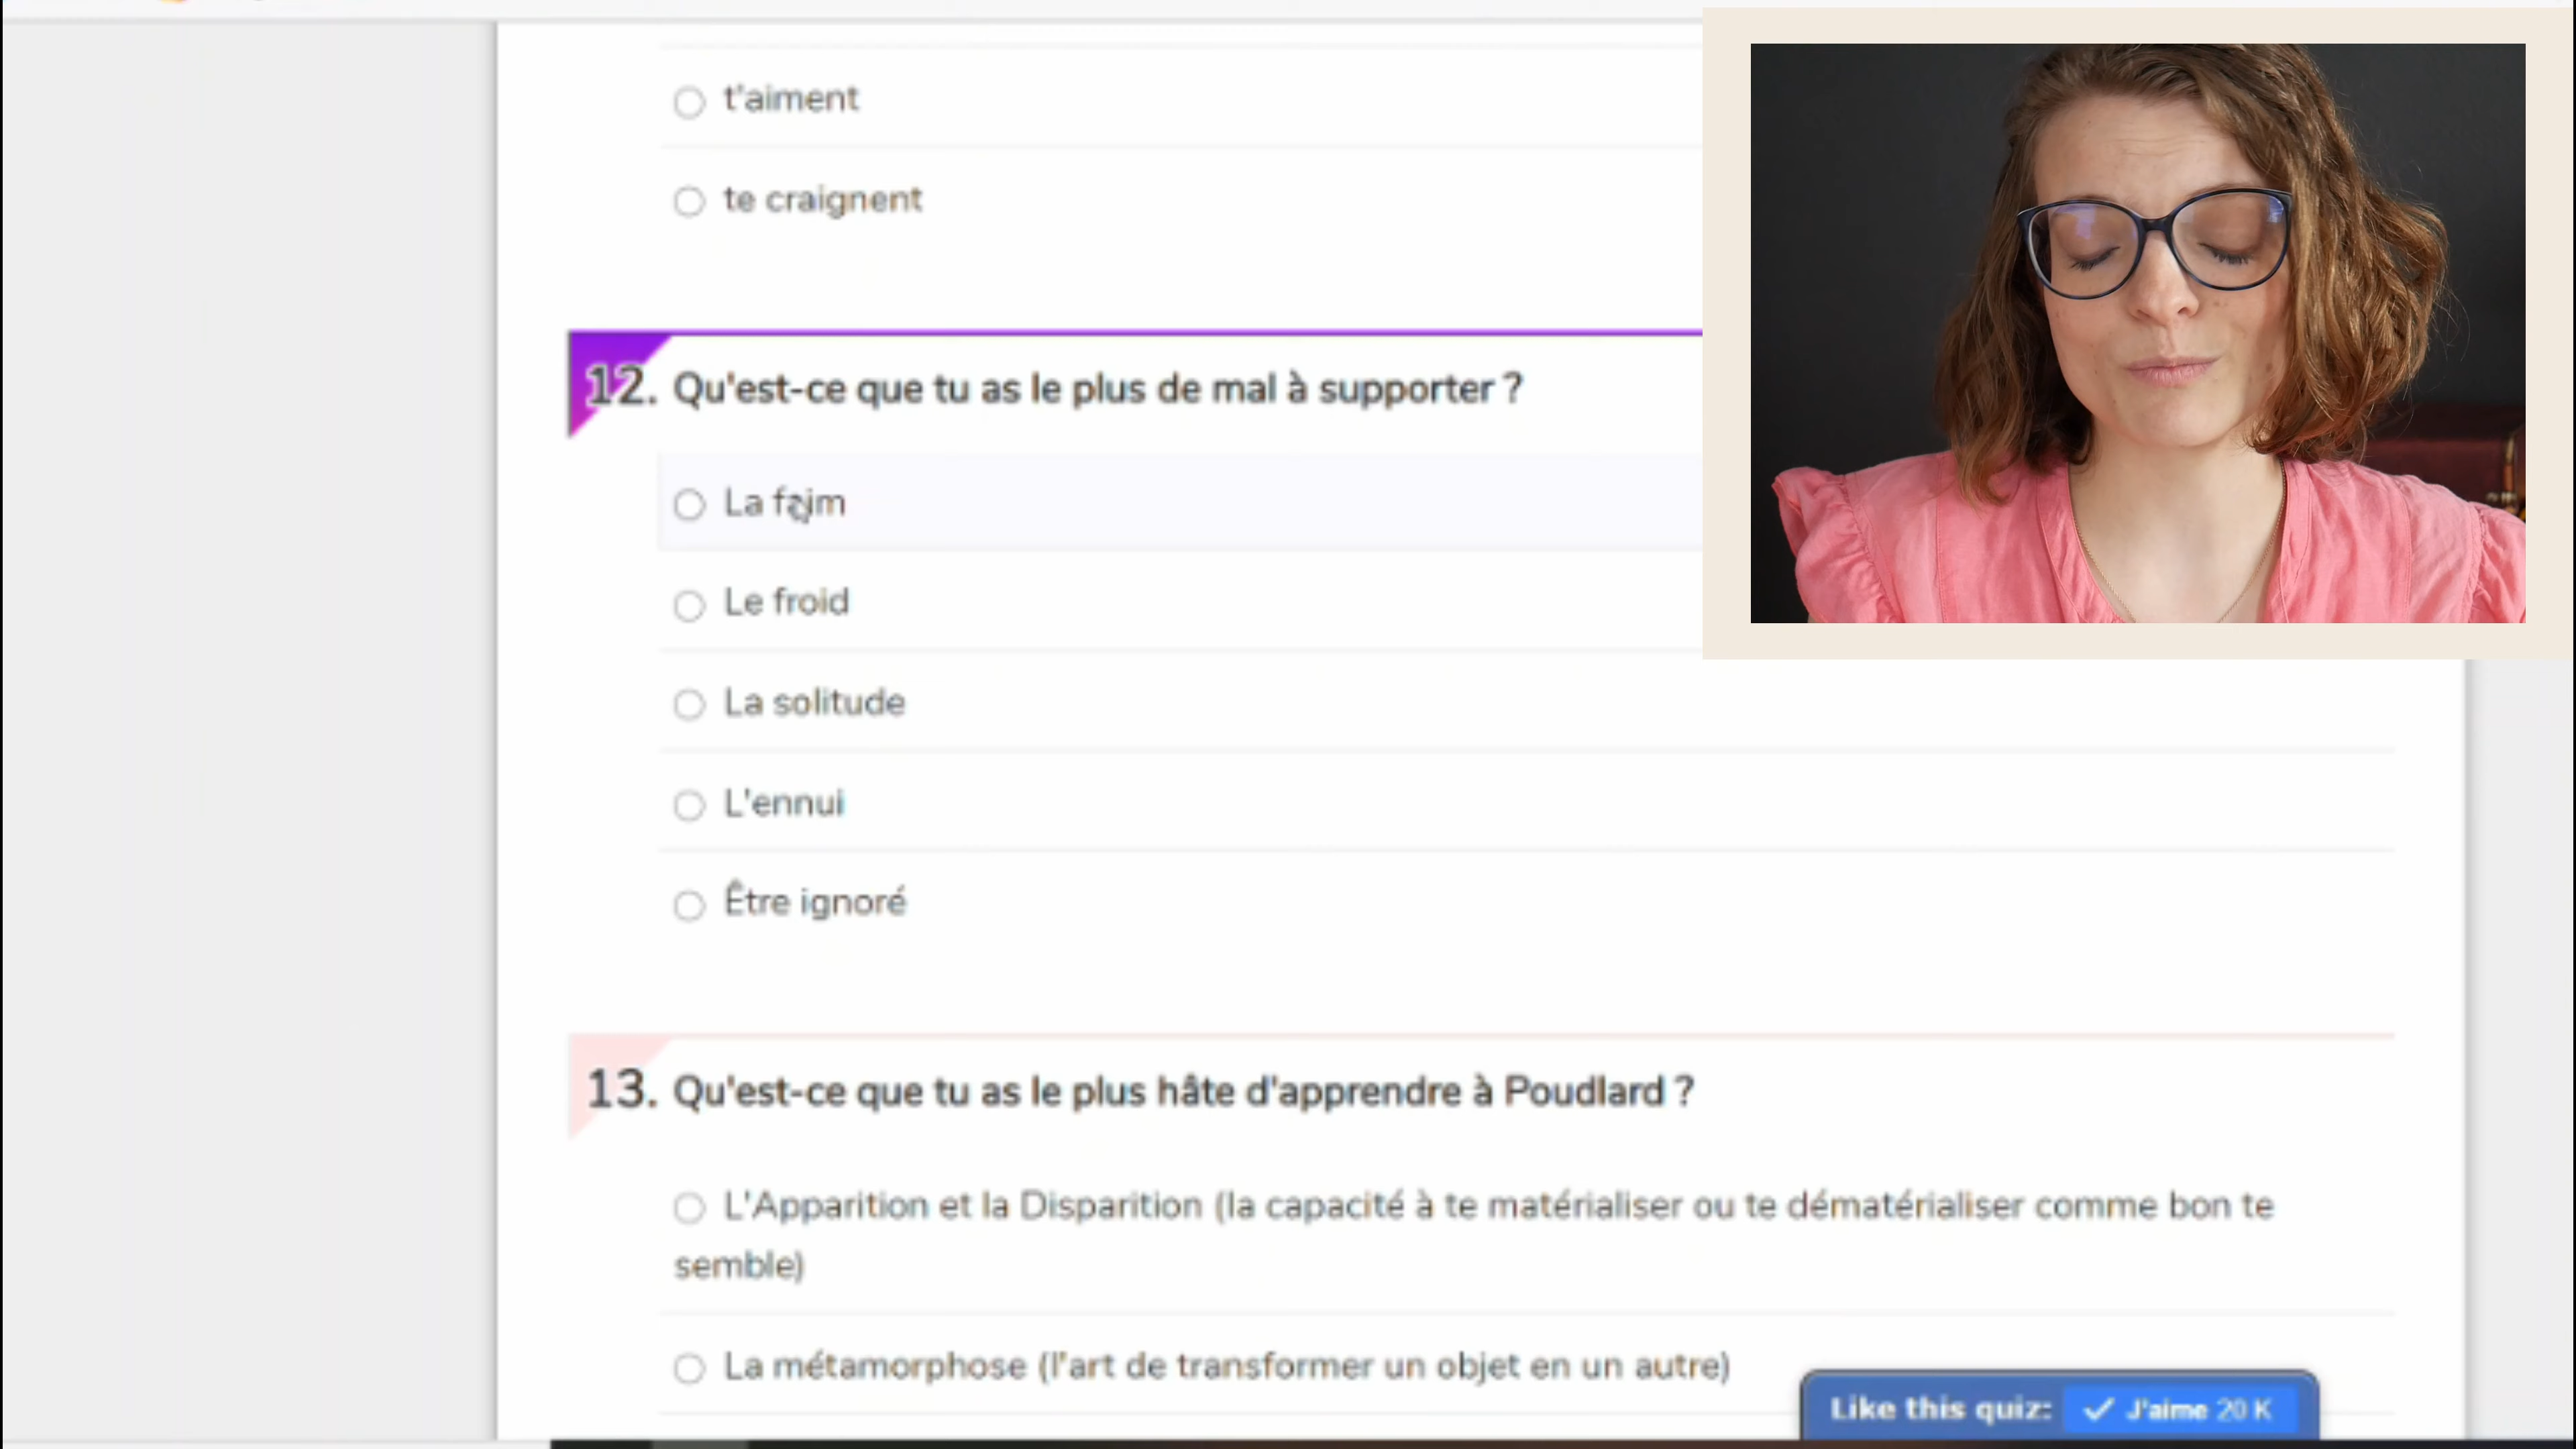 t'aiment
te craignent
12. Qu'est-ce que tu as le plus de mal à supporter ?
La faim
Le froid
La solitude
L'ennui
Être ignoré
13. Qu'est-ce que tu as le plus hâte d'apprendre à Poudlard ?
L'Apparition et la Disparition (la capacité à te matérialiser ou te dématérialiser comme bon te
semble)
La métamorphose (l'art de transformer un objet en un autre)
Like this quiz: J'aime 20 K